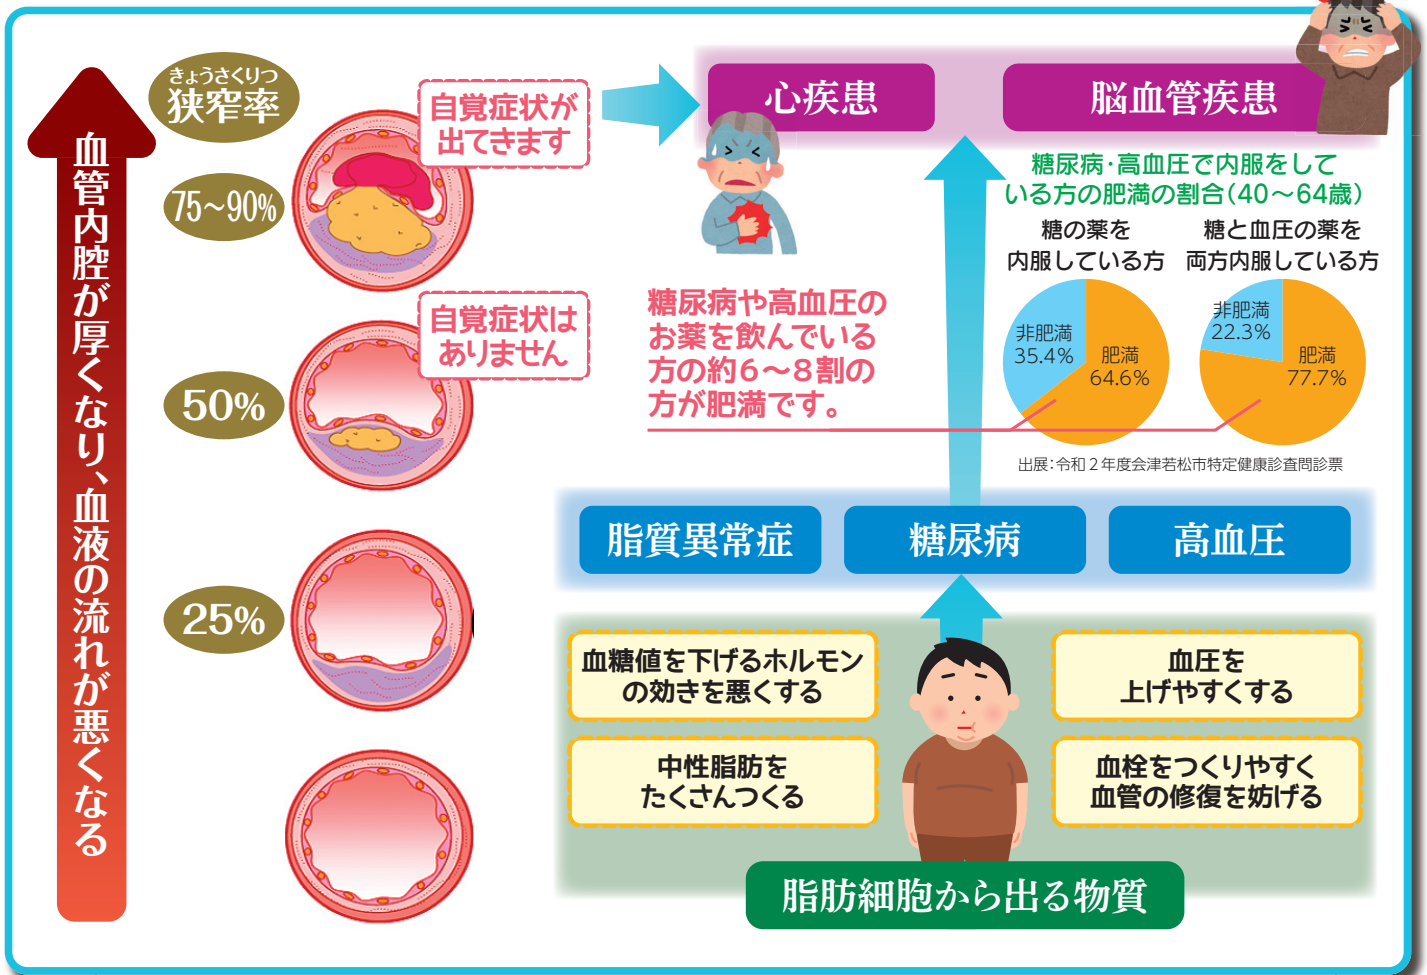 血管内腔が厚くなり、血液の流れが悪くなる
きょうさくりつ
狭窄率
75〜90%
50%
25%
自覚症状が
出てきます
自覚症状は
ありません
心疾患
脳血管疾患
糖尿病・高血圧で内服をして
いる方の肥満の割合(40〜64歳)
糖の薬を
内服している方
糖と血圧の薬を
両方内服している方
非肥満
35.4%
肥満
64.6%
非肥満
22.3%
肥満
77.7%
出展:令和2年度会津若松市特定健康診査問診票
糖尿病や高血圧の
お薬を飲んでいる
方の約6〜8割の
方が肥満です。
脂質異常症
糖尿病
高血圧
血糖値を下げるホルモン
の効きを悪くする
血圧を
上げやすくする
中性脂肪を
たくさんつくる
血栓をつくりやすく
血管の修復を妨げる
脂肪細胞から出る物質